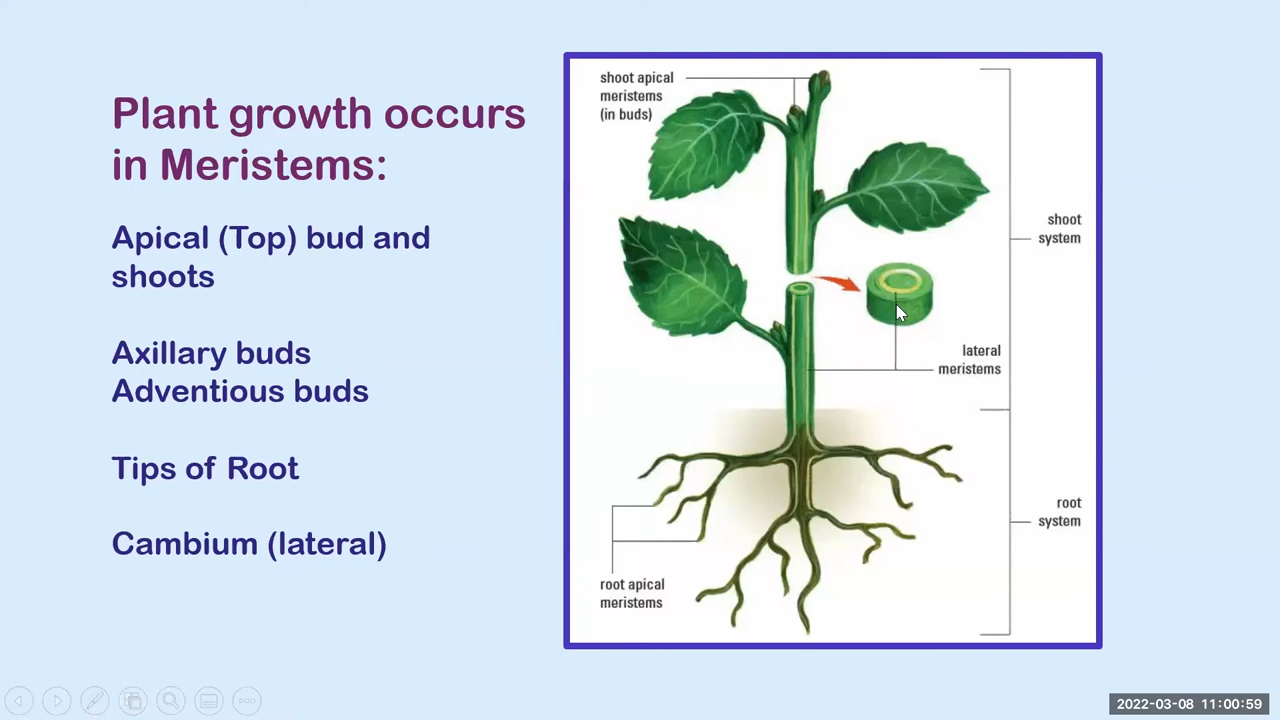 Plant growth occurs
in Meristems:
Apical (Top) bud and
shoots
Axillary buds
Adventious buds
Tips of Root
Cambium (lateral)
shoot apical
meristems
(in buds)
shoot
system
lateral
meristems
root
system
root apical
meristems
2022-03-08 11:00:59